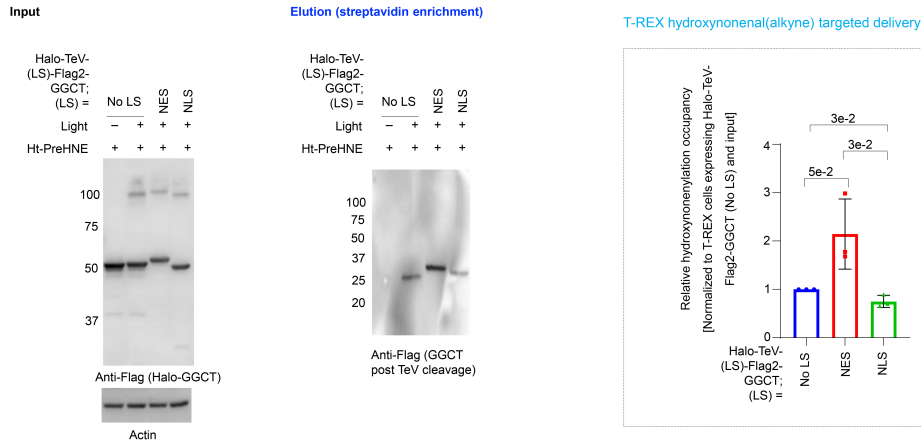 Input
Halo-TeV-
(LS)-Flag2-
GGCT;
(LS) = No LS NES NLS
Light – + + +
Ht-PreHNE + + + +
100
75
50
37
Anti-Flag (Halo-GGCT)
Actin
Elution (streptavidin enrichment)
Halo-TeV-
(LS)-Flag2-
GGCT;
(LS) = No LS NES NLS
Light – + + +
Ht-PreHNE + + + +
100
75
50
37
25
20
Anti-Flag (GGCT
post TeV cleavage)
T-REX hydroxynonenal(alkyne) targeted delivery
Relative hydroxynonenylation occupancy
[Normalized to T-REX cells expressing Halo-TeV-
Flag2-GGCT (No LS) and input]
4
3
2
1
0
3e-2
3e-2
5e-2
Halo-TeV-
(LS)-Flag2-
GGCT;
(LS) =
No LS
NES
NLS